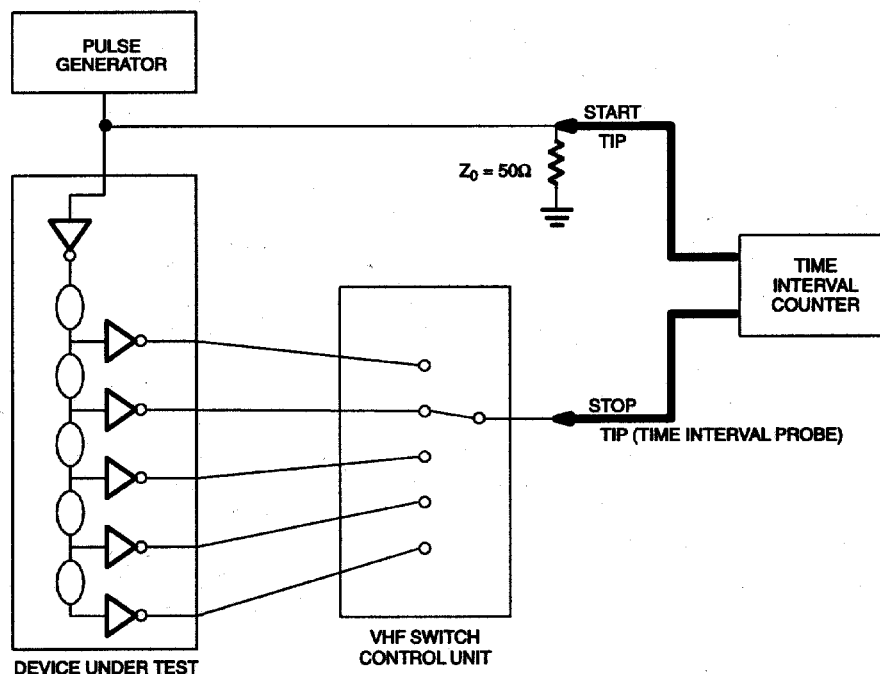 PULSE
GENERATOR
START
TIP
Z₀ = 50Ω
TIME
INTERVAL
COUNTER
STOP
TIP (TIME INTERVAL PROBE)
VHF SWITCH
CONTROL UNIT
DEVICE UNDER TEST